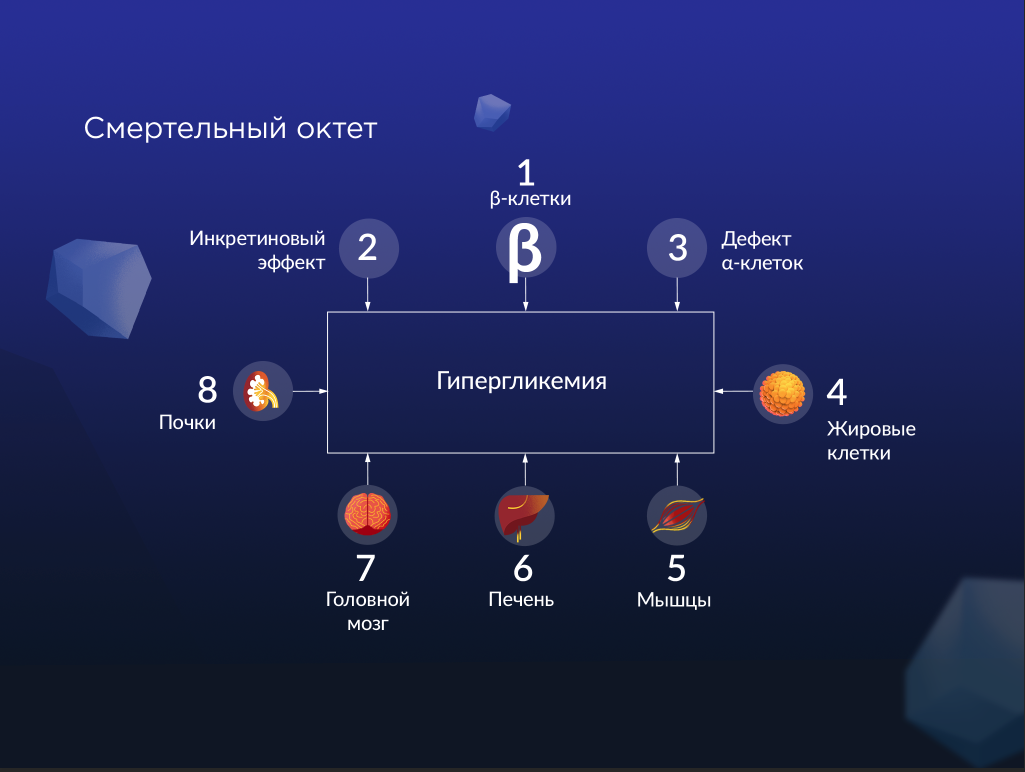 Смертельный октет
1
β-клетки
β
Инкретиновый
эффект
2
3
Дефект
α-клеток
Гипергликемия
8
Почки
4
Жировые
клетки
7
Головной
мозг
6
Печень
5
Мышцы